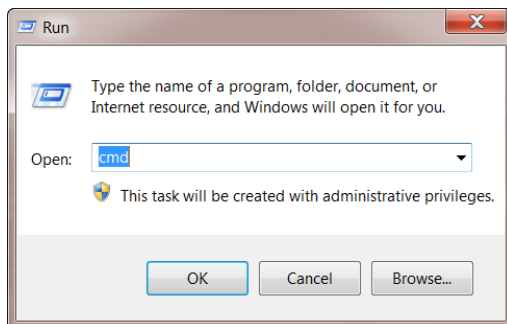 Run
Type the name of a program, folder, document, or
Internet resource, and Windows will open it for you.
Open: cmd
This task will be created with administrative privileges.
OK Cancel Browse...